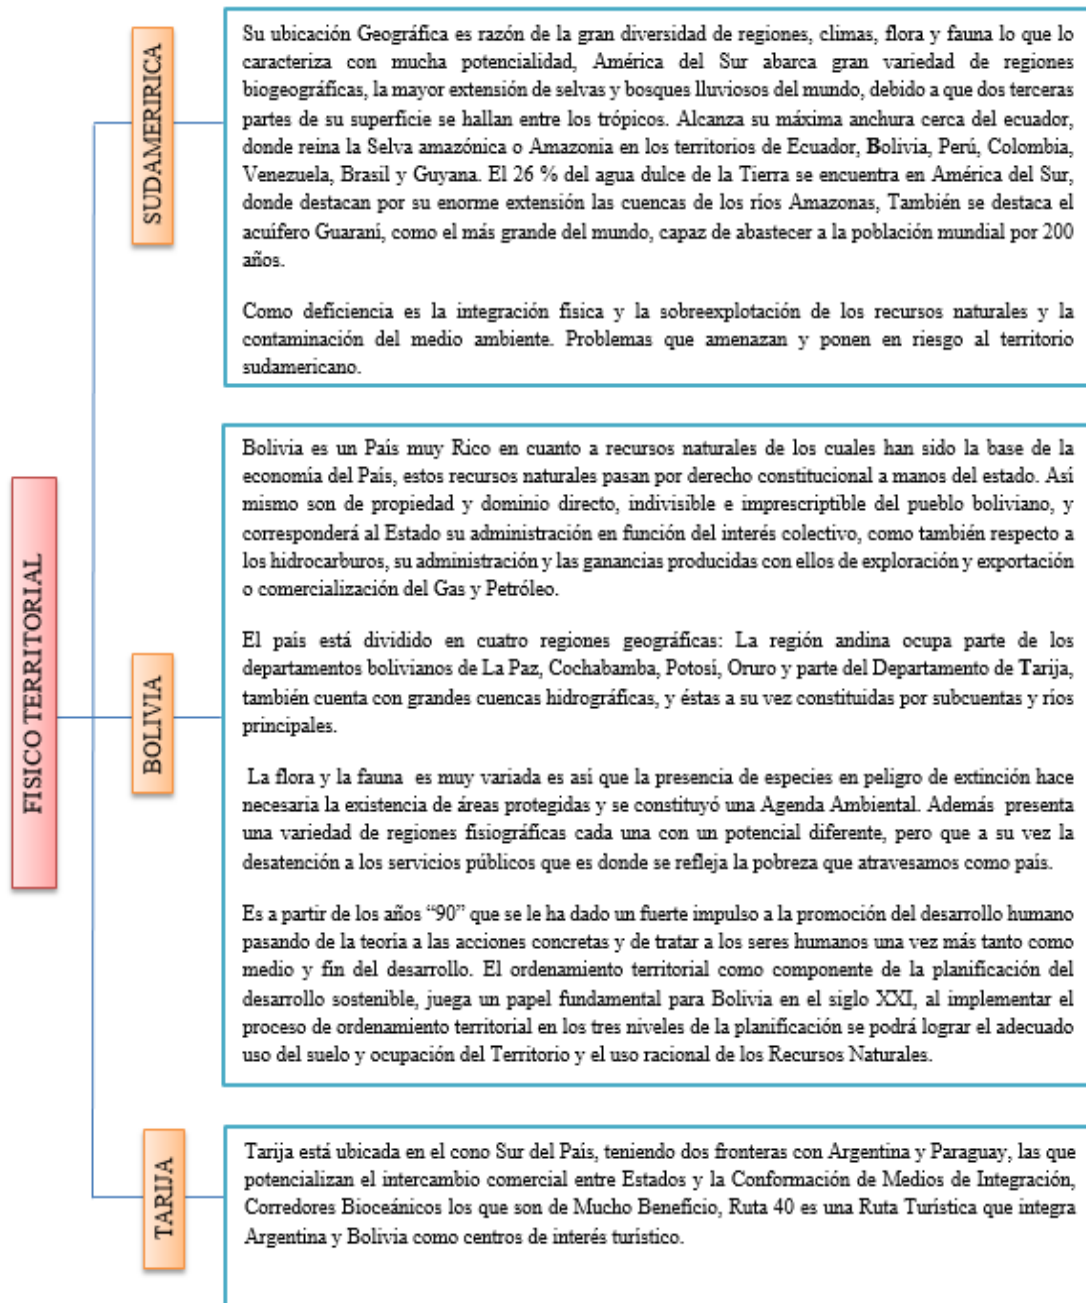 FISICO TERRITORIAL
SUDAMERIRICA
Su ubicación Geográfica es razón de la gran diversidad de regiones, climas, flora y fauna lo que lo
caracteriza con mucha potencialidad, América del Sur abarca gran variedad de regiones
biogeográficas, la mayor extensión de selvas y bosques lluviosos del mundo, debido a que dos terceras
partes de su superficie se hallan entre los trópicos. Alcanza su máxima anchura cerca del ecuador,
donde reina la Selva amazónica o Amazonia en los territorios de Ecuador, Bolivia, Perú, Colombia,
Venezuela, Brasil y Guyana. El 26 % del agua dulce de la Tierra se encuentra en América del Sur,
donde destacan por su enorme extensión las cuencas de los ríos Amazonas, También se destaca el
acuífero Guaraní, como el más grande del mundo, capaz de abastecer a la población mundial por 200
años.
Como deficiencia es la integración física y la sobreexplotación de los recursos naturales y la
contaminación del medio ambiente. Problemas que amenazan y ponen en riesgo al territorio
sudamericano.
BOLIVIA
Bolivia es un País muy Rico en cuanto a recursos naturales de los cuales han sido la base de la
economía del País, estos recursos naturales pasan por derecho constitucional a manos del estado. Así
mismo son de propiedad y dominio directo, indivisible e imprescriptible del pueblo boliviano, y
corresponderá al Estado su administración en función del interés colectivo, como también respecto a
los hidrocarburos, su administración y las ganancias producidas con ellos de exploración y exportación
o comercialización del Gas y Petróleo.
El país está dividido en cuatro regiones geográficas: La región andina ocupa parte de los
departamentos bolivianos de La Paz, Cochabamba, Potosí, Oruro y parte del Departamento de Tarija,
también cuenta con grandes cuencas hidrográficas, y éstas a su vez constituidas por subcuentas y ríos
principales.
La flora y la fauna es muy variada es así que la presencia de especies en peligro de extinción hace
necesaria la existencia de áreas protegidas y se constituyó una Agenda Ambiental. Además presenta
una variedad de regiones fisiográficas cada una con un potencial diferente, pero que a su vez la
desatención a los servicios públicos que es donde se refleja la pobreza que atravesamos como país.
Es a partir de los años “90” que se le ha dado un fuerte impulso a la promoción del desarrollo humano
pasando de la teoría a las acciones concretas y de tratar a los seres humanos una vez más tanto como
medio y fin del desarrollo. El ordenamiento territorial como componente de la planificación del
desarrollo sostenible, juega un papel fundamental para Bolivia en el siglo XXI, al implementar el
proceso de ordenamiento territorial en los tres niveles de la planificación se podrá lograr el adecuado
uso del suelo y ocupación del Territorio y el uso racional de los Recursos Naturales.
TARIJA
Tarija está ubicada en el cono Sur del País, teniendo dos fronteras con Argentina y Paraguay, las que
potencializan el intercambio comercial entre Estados y la Conformación de Medios de Integración,
Corredores Bioceánicos los que son de Mucho Beneficio, Ruta 40 es una Ruta Turística que integra
Argentina y Bolivia como centros de interés turístico.